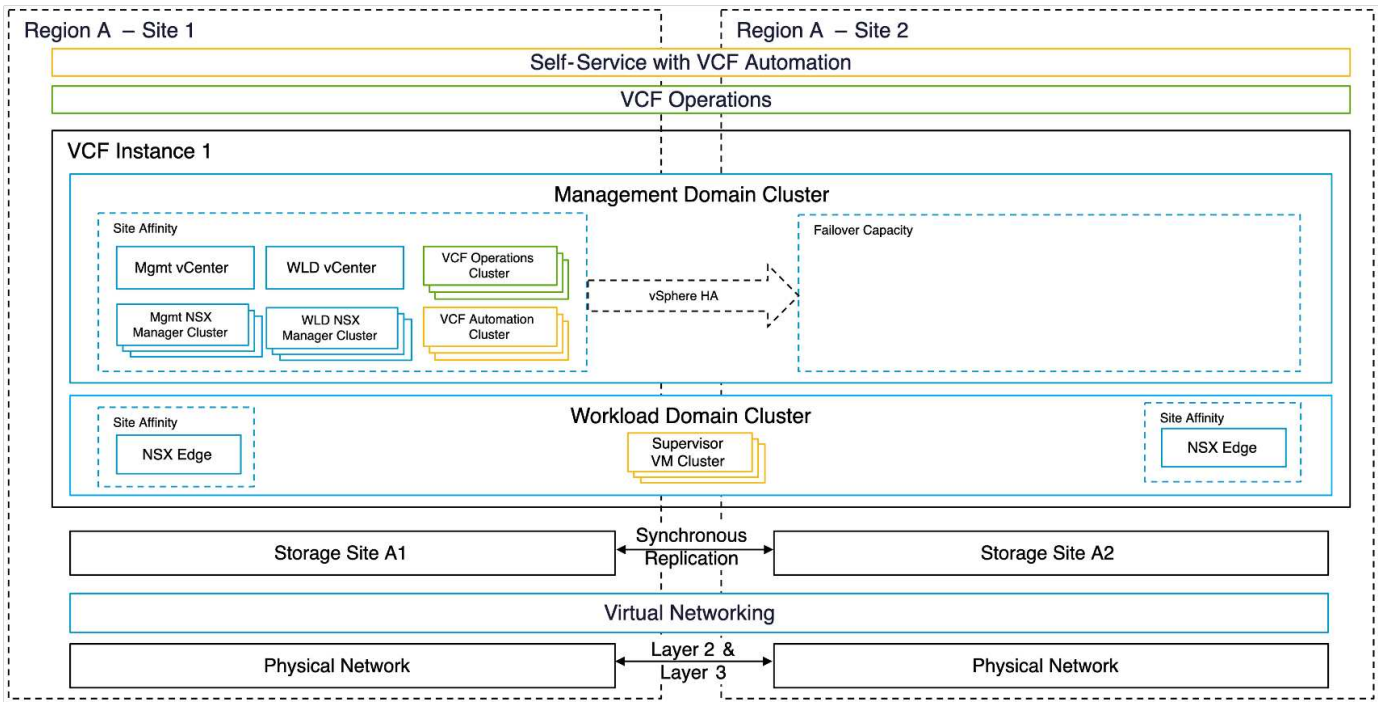 Region A – Site 1
Region A – Site 2
Self-Service with VCF Automation
VCF Operations
VCF Instance 1
Management Domain Cluster
Site Affinity
Failover Capacity
Mgmt vCenter
WLD vCenter
VCF Operations
Cluster
vSphere HA
Mgmt NSX
Manager Cluster
WLD NSX
Manager Cluster
VCF Automation
Cluster
Workload Domain Cluster
Site Affinity
NSX Edge
Supervisor
VM Cluster
Site Affinity
NSX Edge
Storage Site A1
Synchronous
Replication
Storage Site A2
Virtual Networking
Physical Network
Layer 2 &
Layer 3
Physical Network